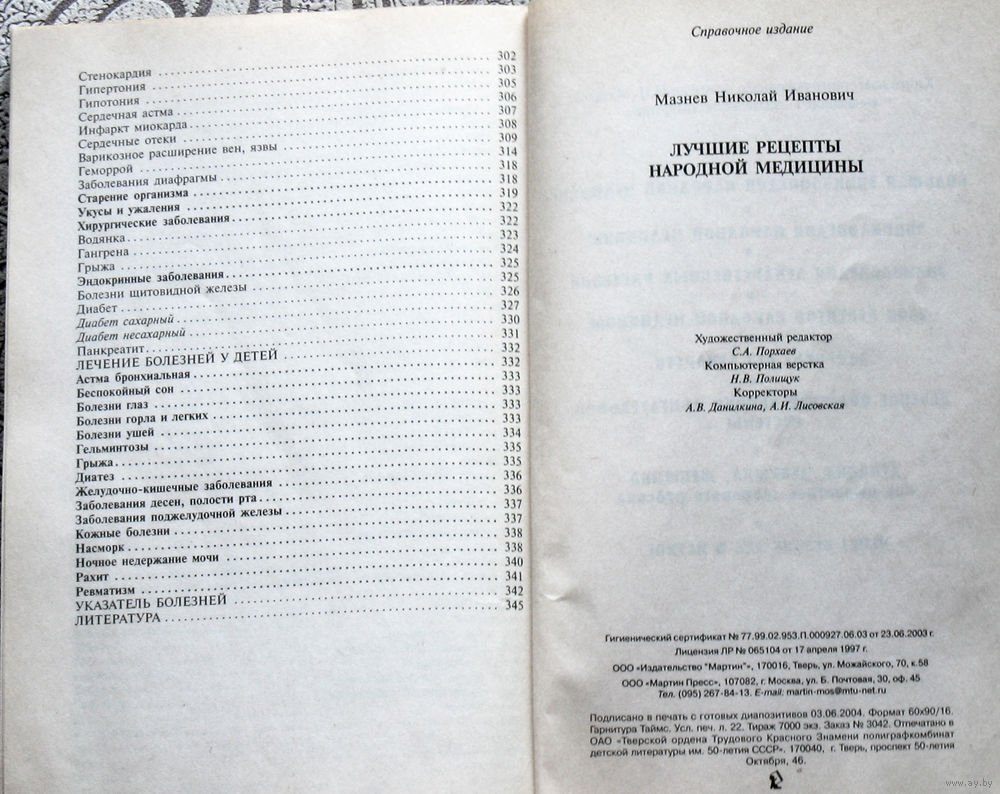 Стенокардия 302
Гипертония 303
Гипотония 305
Сердечная астма 306
Инфаркт миокарда 307
Сердечные отеки 308
Варикозное расширение вен, язвы 309
Геморрой 314
Заболевания диафрагмы 318
Старение организма 318
Укусы и ужаления 319
Хирургические заболевания 322
Водянка 322
Гангрена 323
Грыжа 324
Эндокринные заболевания 325
Болезни щитовидной железы 325
Диабет 326
Диабет сахарный 327
Диабет несахарный 330
Панкреатит 331
ЛЕЧЕНИЕ БОЛЕЗНЕЙ У ДЕТЕЙ 332
Астма бронхиальная 332
Беспокойный сон 333
Болезни глаз 333
Болезни горла и легких 333
Болезни ушей 333
Гельминтозы 334
Грыжа 335
Диатез 335
Желудочно-кишечные заболевания 336
Заболевания десен, полости рта 336
Заболевания поджелудочной железы 337
Кожные болезни 337
Насморк 338
Ночное недержание мочи 338
Рахит 340
Ревматизм 341
УКАЗАТЕЛЬ БОЛЕЗНЕЙ 342
ЛИТЕРАТУРА 345
Справочное издание
Мазнев Николай Иванович
ЛУЧШИЕ РЕЦЕПТЫ
НАРОДНОЙ МЕДИЦИНЫ
Художественный редактор
С.А. Порхаев
Компьютерная верстка
Н.В. Полищук
Корректоры
А.В. Данилкина, А.И. Лисовская
Гигиенический сертификат № 77.99.02.953.П.000927.06.03 от 23.06.2003 г.
Лицензия ЛР № 065104 от 17 апреля 1997 г.
ООО «Издательство "Мартин"», 170016, Тверь, ул. Можайского, 70, к.58
ООО «Мартин Пресс», 107082, г. Москва, ул. Б. Почтовая, 30, оф. 45
Тел. (095) 267-84-13. E-mail: martin-mos@mtu-net.ru
Подписано в печать с готовых диапозитивов 03.06.2004. Формат 60х90/16.
Гарнитура Таймс. Усл. печ. л. 22. Тираж 7000 экз. Заказ № 3042. Отпечатано в
ОАО «Тверской ордена Трудового Красного Знамени полиграфкомбинат
детской литературы им. 50-летия СССР». 170040, г. Тверь, проспект 50-летия
Октября, 46.
www.ay.by